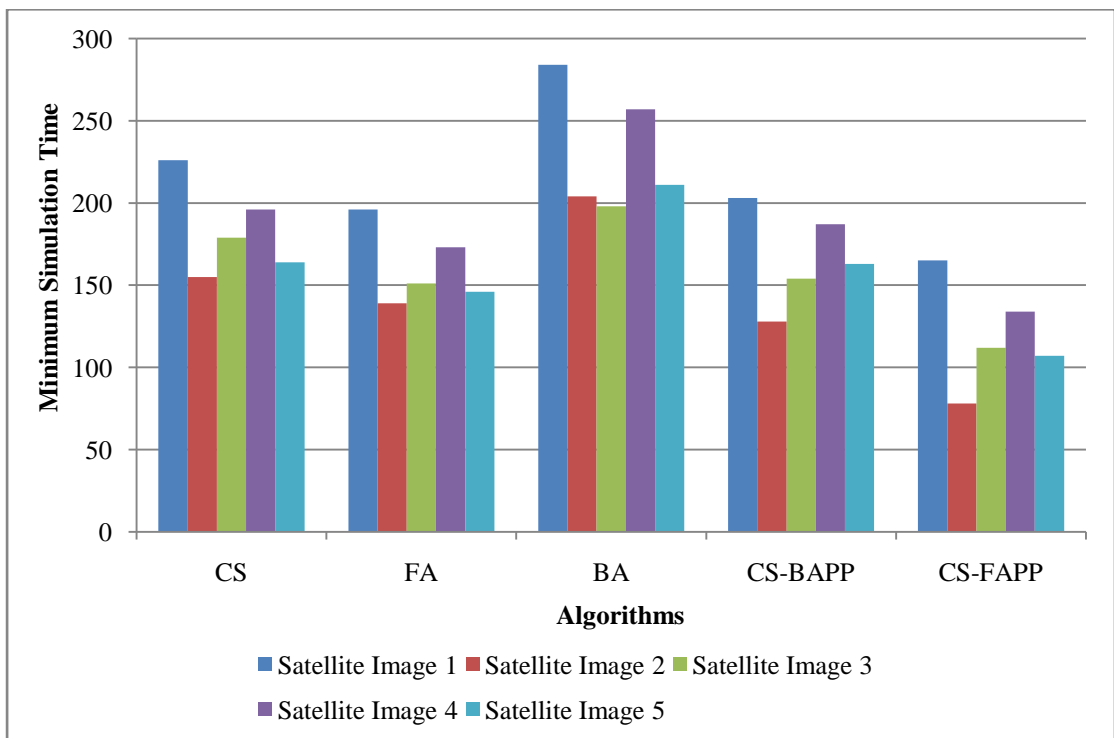 300
250
200
150
100
50
0
Minimum Simulation Time
CS FA BA CS-BAPP CS-FAPP
Algorithms
Satellite Image 1 Satellite Image 2 Satellite Image 3
Satellite Image 4 Satellite Image 5